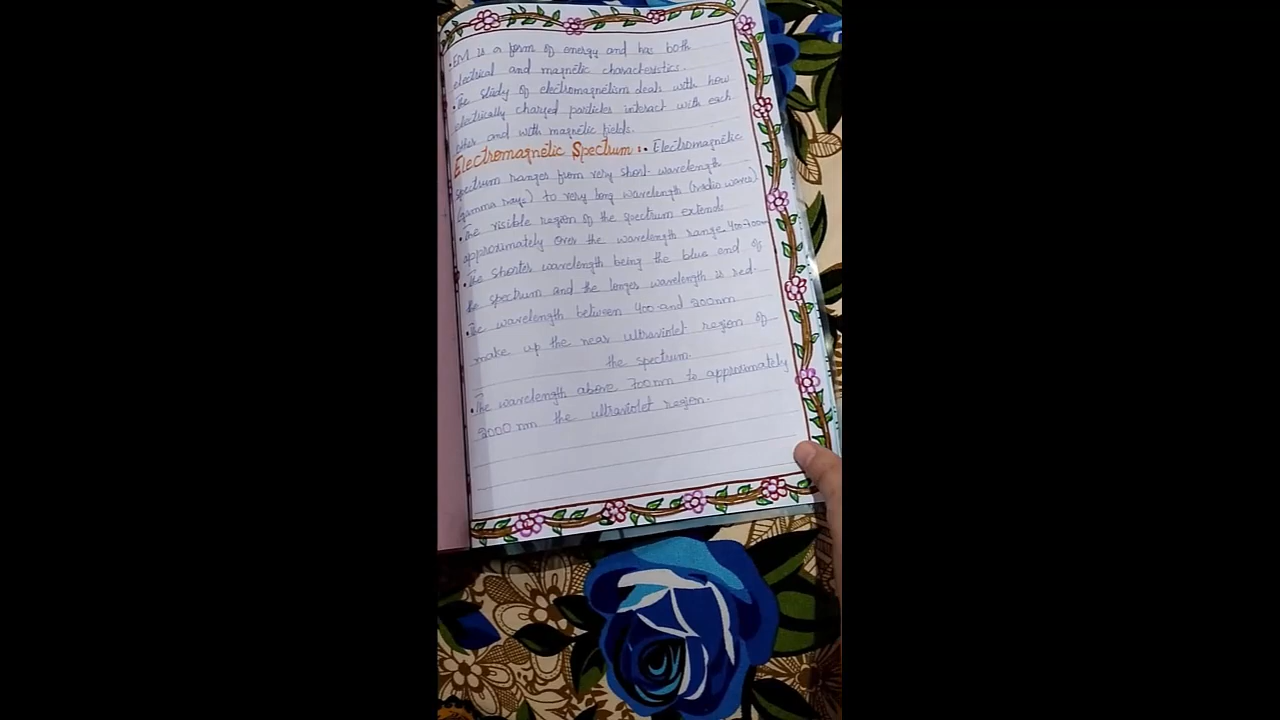 • EM is a form of energy and has both
electrical and magnetic characteristics.
• The study of electromagnetism deals with how
electrically charged particles interact with each
other and with magnetic fields.
Electromagnetic Spectrum :• Electromagnetic
spectrum ranges from very short wavelength
(gamma rays) to very long wavelength (radio waves)
• The visible region of the spectrum extends
approximately over the wavelength range 400-700nm
• The shorter wavelength being the blue end of
the spectrum and the longer wavelength is red.
• The wavelength between 400 and 200nm
make up the near ultraviolet region of
the spectrum.
• The wavelength above 700nm to approximately
2000 nm the ultraviolet region.